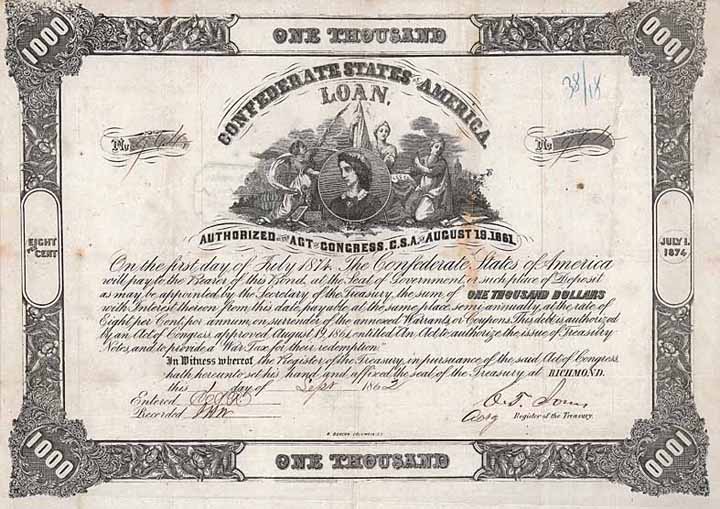 1000
ONE THOUSAND
1000
CONFEDERATE STATES OF AMERICA
LOAN.
38/18
No
No
AUTHORIZED BY ACT OF CONGRESS, C.S.A. OF AUGUST 19, 1861.
EIGHT PER CENT
JULY 1. 1874
On the first day of July 1874. The Confederate States of America
will pay to the Bearer of this Bond, at the Seat of Government, or such place of Deposit
as may be appointed by the Secretary of the Treasury, the sum of ONE THOUSAND DOLLARS
with Interest thereon from this date, payable at the same place semi-annually, at the rate of
Eight per Cent per annum, on surrender of the annexed Warrants, or Coupons. This debt is authorized
by an Act of Congress approved August 19, 1861, entitled "An Act to authorize the issue of Treasury
Notes, and to provide a War Tax for their redemption."
In Witness whereof the Register of the Treasury, in pursuance of the said Act of Congress
hath hereunto set his hand and affixed the seal of the Treasury, at RICHMOND.
this 1 day of Sept 1862
Entered
Recorded
Register of the Treasury.
1000
ONE THOUSAND
1000